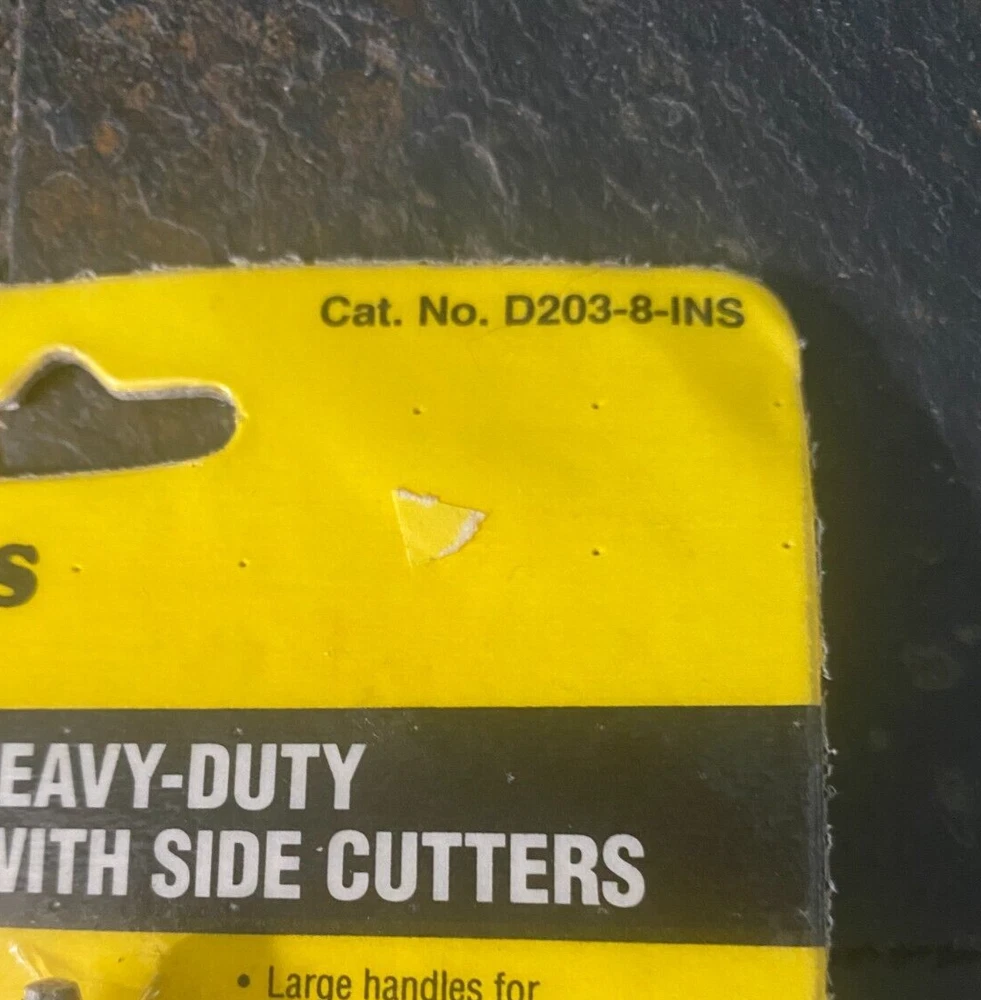 Cat. No. D203-8-INS
s
EAVY-DUTY
WITH SIDE CUTTERS
• Large handles for